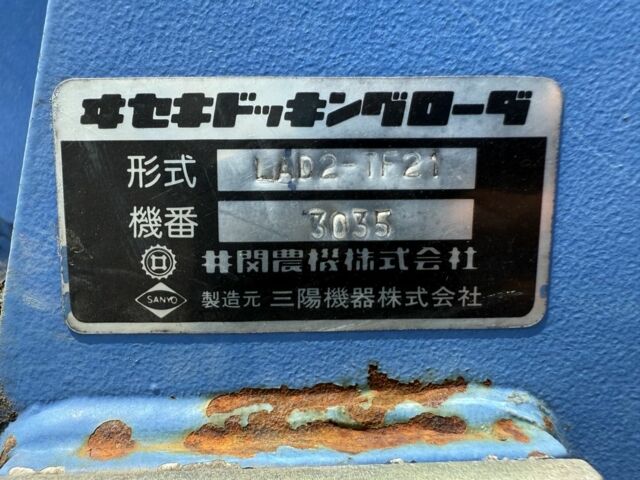 ヰセキドッキングローダ
形式 LAD2-TF21
機番 3035
井関農機株式会社
SANYO 製造元 三陽機器株式会社